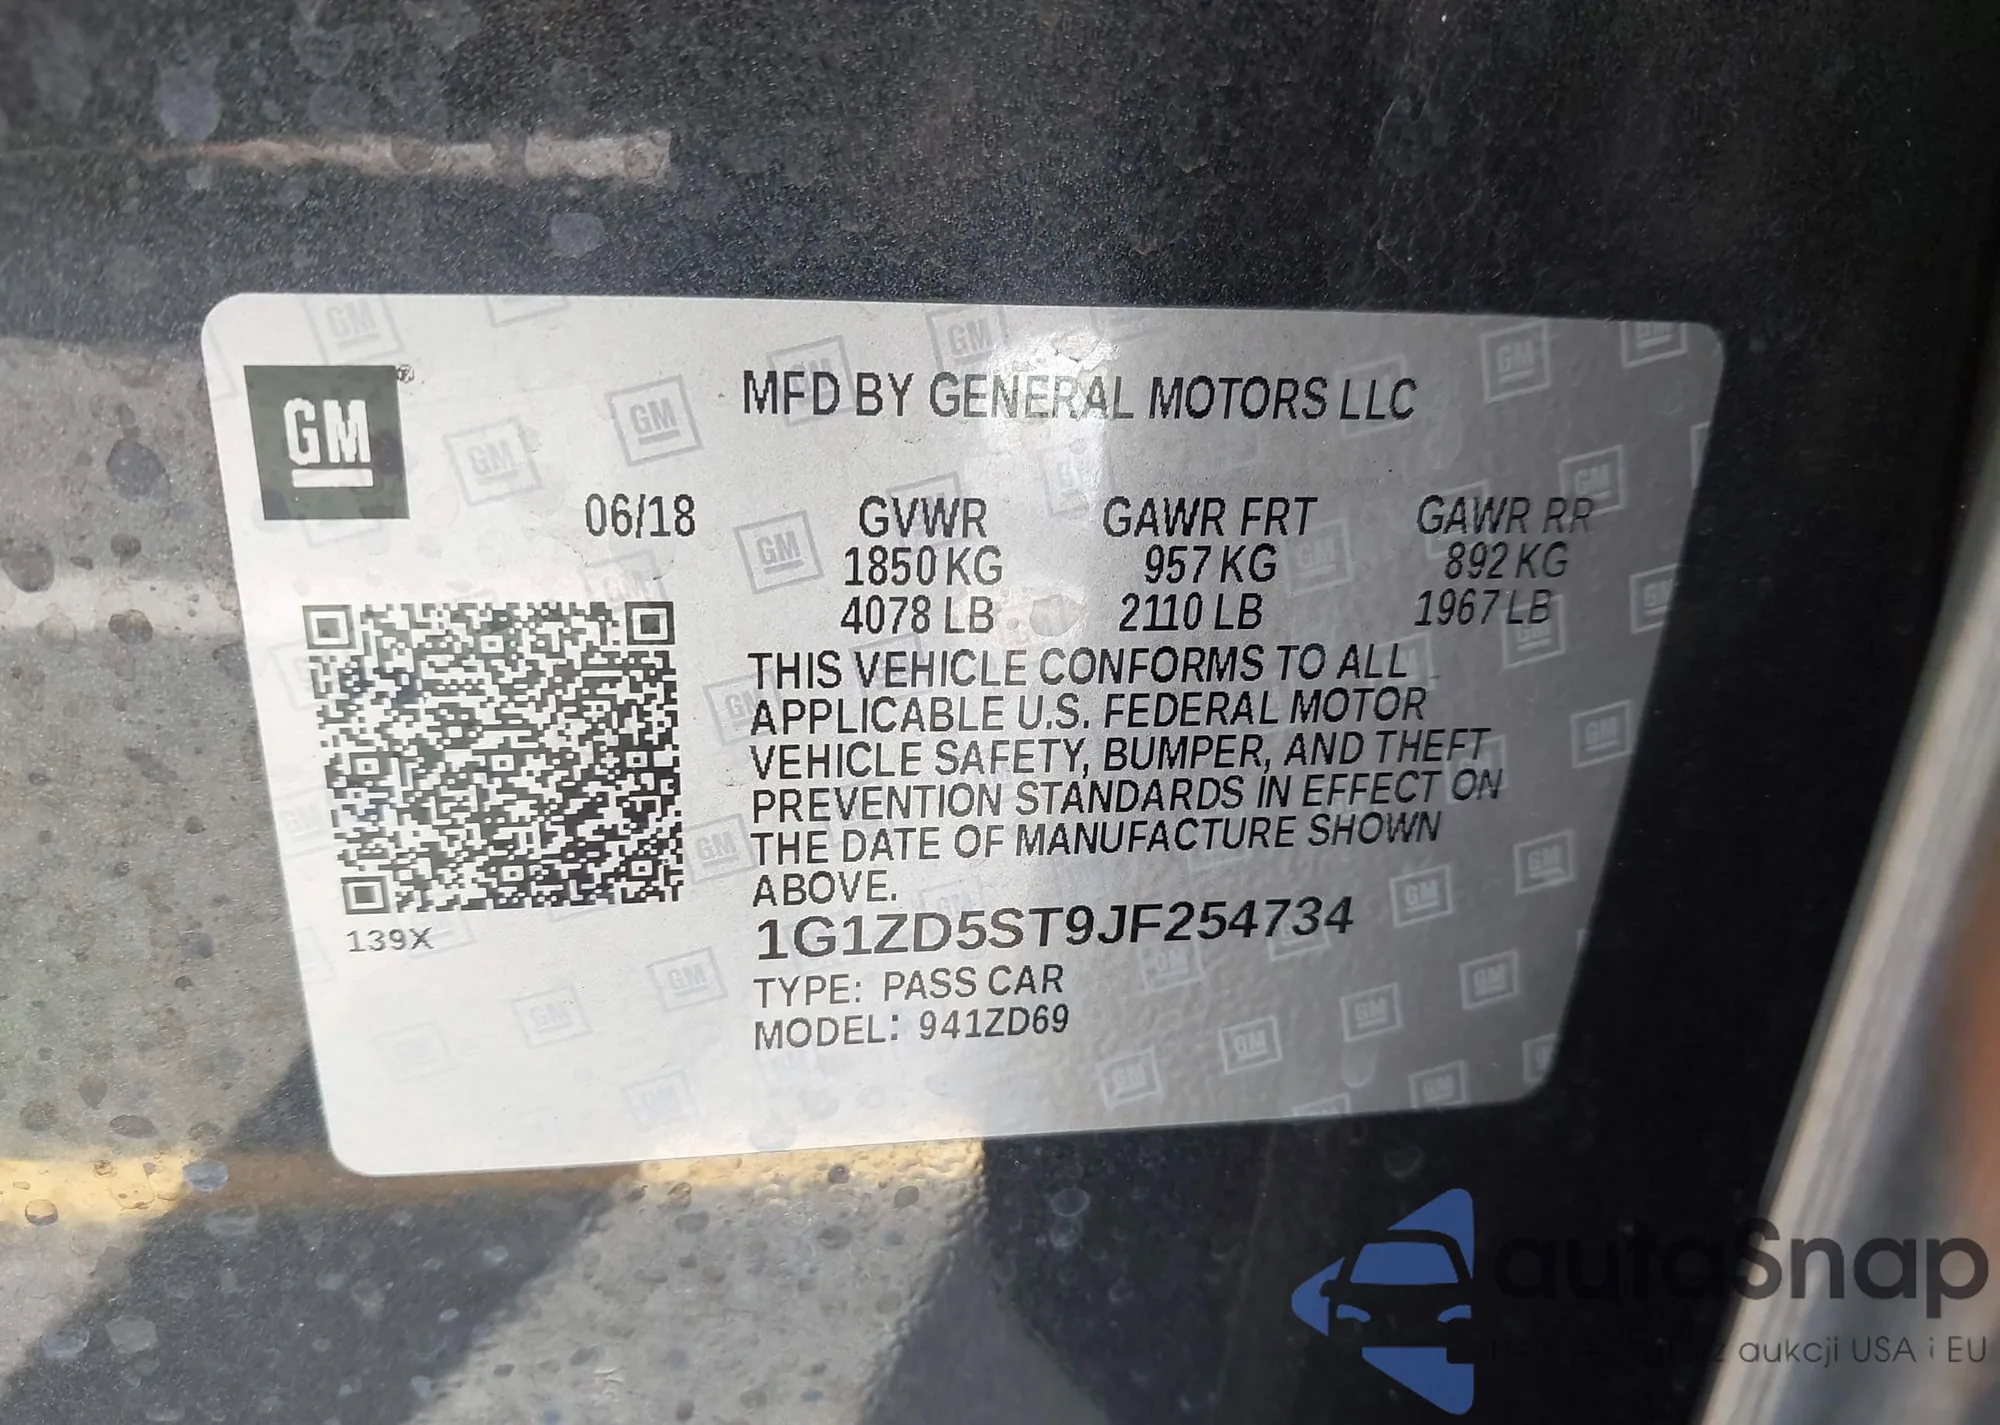 GM
MFD BY GENERAL MOTORS LLC
06/18 GVWR GAWR FRT GAWR RR
1850 KG 957 KG 892 KG
4078 LB 2110 LB 1967 LB
THIS VEHICLE CONFORMS TO ALL
APPLICABLE U.S. FEDERAL MOTOR
VEHICLE SAFETY, BUMPER, AND THEFT
PREVENTION STANDARDS IN EFFECT ON
THE DATE OF MANUFACTURE SHOWN
ABOVE.
139X
1G1ZD5ST9JF254734
TYPE: PASS CAR
MODEL: 941ZD69
autaSnap
z aukcji USA i EU